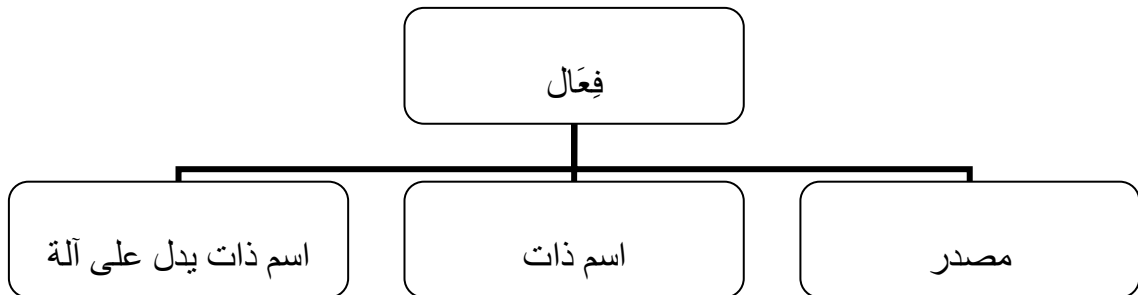 فِعَال
مصدر
اسم ذات
اسم ذات يدل على آلة